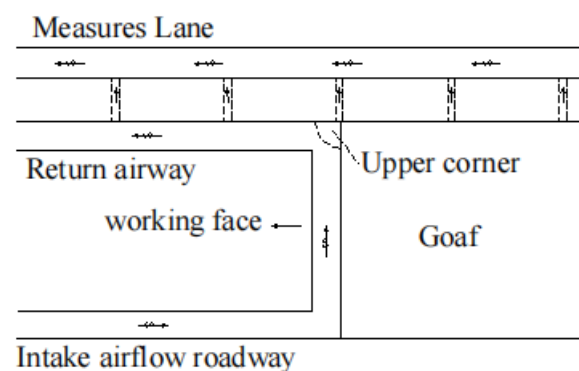 Measures Lane
Return airway
Upper corner
working face
Goaf
Intake airflow roadway